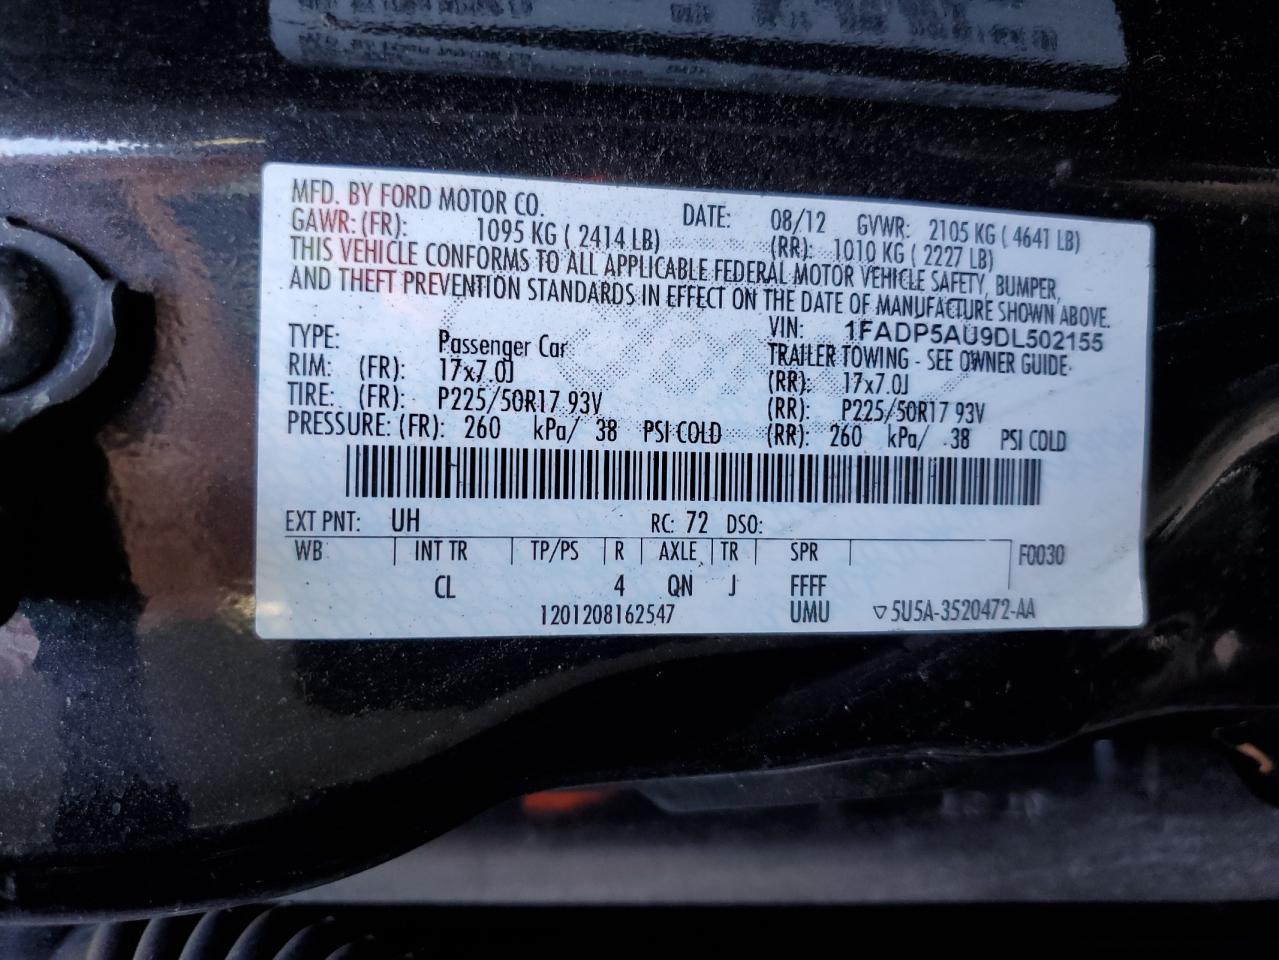 MFD. BY FORD MOTOR CO. DATE: 08/12 GVWR: 2105 KG ( 4641 LB)
GAWR: (FR): 1095 KG ( 2414 LB) (RR): 1010 KG ( 2227 LB)
THIS VEHICLE CONFORMS TO ALL APPLICABLE FEDERAL MOTOR VEHICLE SAFETY, BUMPER,
AND THEFT PREVENTION STANDARDS IN EFFECT ON THE DATE OF MANUFACTURE SHOWN ABOVE.
VIN: 1FADP5AU9DL502155
TYPE: Passenger Car TRAILER TOWING - SEE OWNER GUIDE-
RIM: (FR): 17x7.0J (RR): 17x7.0J
TIRE: (FR): P225/50R17 93V (RR): P225/50R17 93V
PRESSURE: (FR): 260 kPa/ 38 PSI COLD (RR): 260 kPa/ 38 PSI COLD
EXT PNT: UH RC: 72 DSO:
WB INT TR TP/PS R AXLE TR SPR F0030
CL 4 QN J FFFF
1201208162547 UMU ▽5U5A-3520472-AA